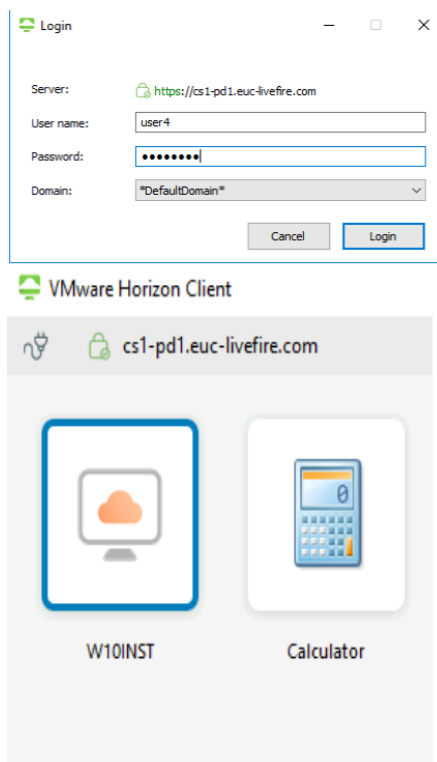 Login
Server: https://cs1-pd1.euc-livefire.com
User name: user4
Password: ••••••••
Domain: *DefaultDomain*
Cancel Login
VMware Horizon Client
cs1-pd1.euc-livefire.com
0
W10INST Calculator